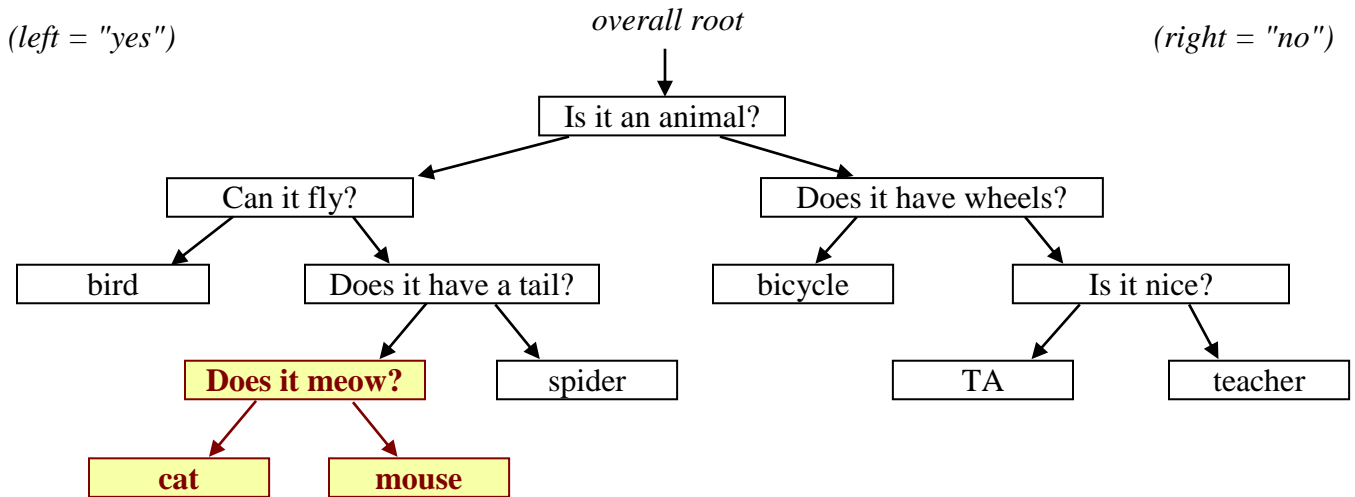 overall root
(left = "yes")
(right = "no")
Is it an animal?
Can it fly?
Does it have wheels?
bird
Does it have a tail?
bicycle
Is it nice?
Does it meow?
spider
TA
teacher
cat
mouse